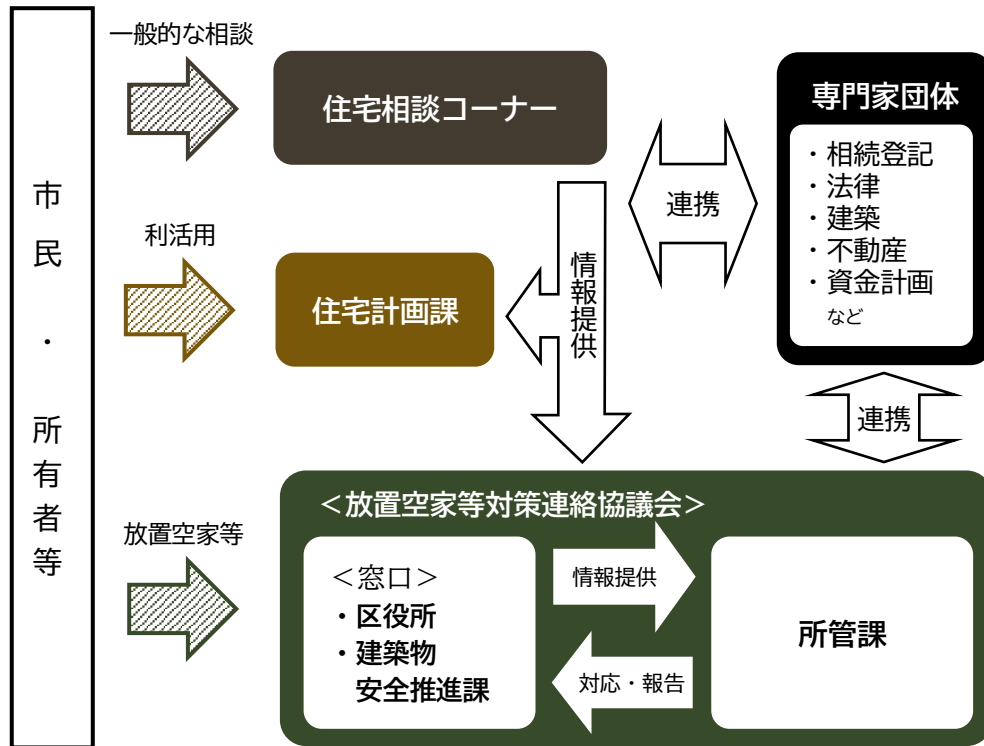 市民・所有者等
一般的な相談
住宅相談コーナー
専門家団体
・相続登記
・法律
・建築
・不動産
・資金計画
など
連携
利活用
住宅計画課
情報提供
連携
放置空家等
＜放置空家等対策連絡協議会＞
＜窓口＞
・区役所
・建築物
安全推進課
情報提供
対応・報告
所管課